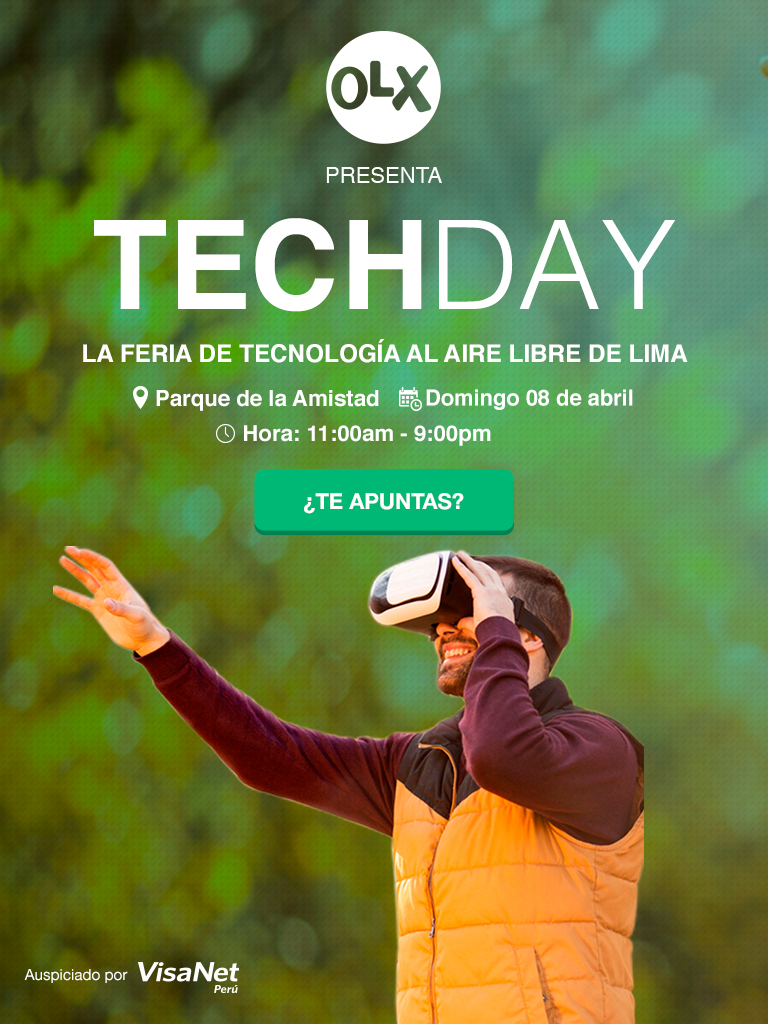 OLX
PRESENTA
TECHDAY
LA FERIA DE TECNOLOGÍA AL AIRE LIBRE DE LIMA
Parque de la Amistad Domingo 08 de abril
Hora: 11:00am - 9:00pm
¿TE APUNTAS?
Auspiciado por VisaNet
Perú